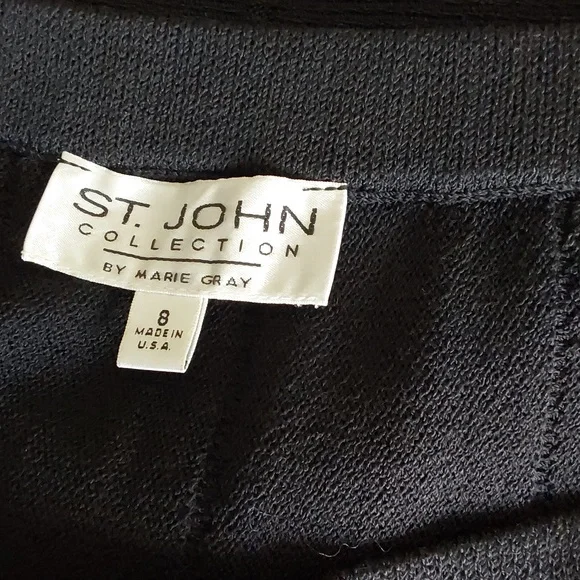 ST. JOHN
COLLECTION
BY MARIE GRAY
8
MADE IN
U.S.A.